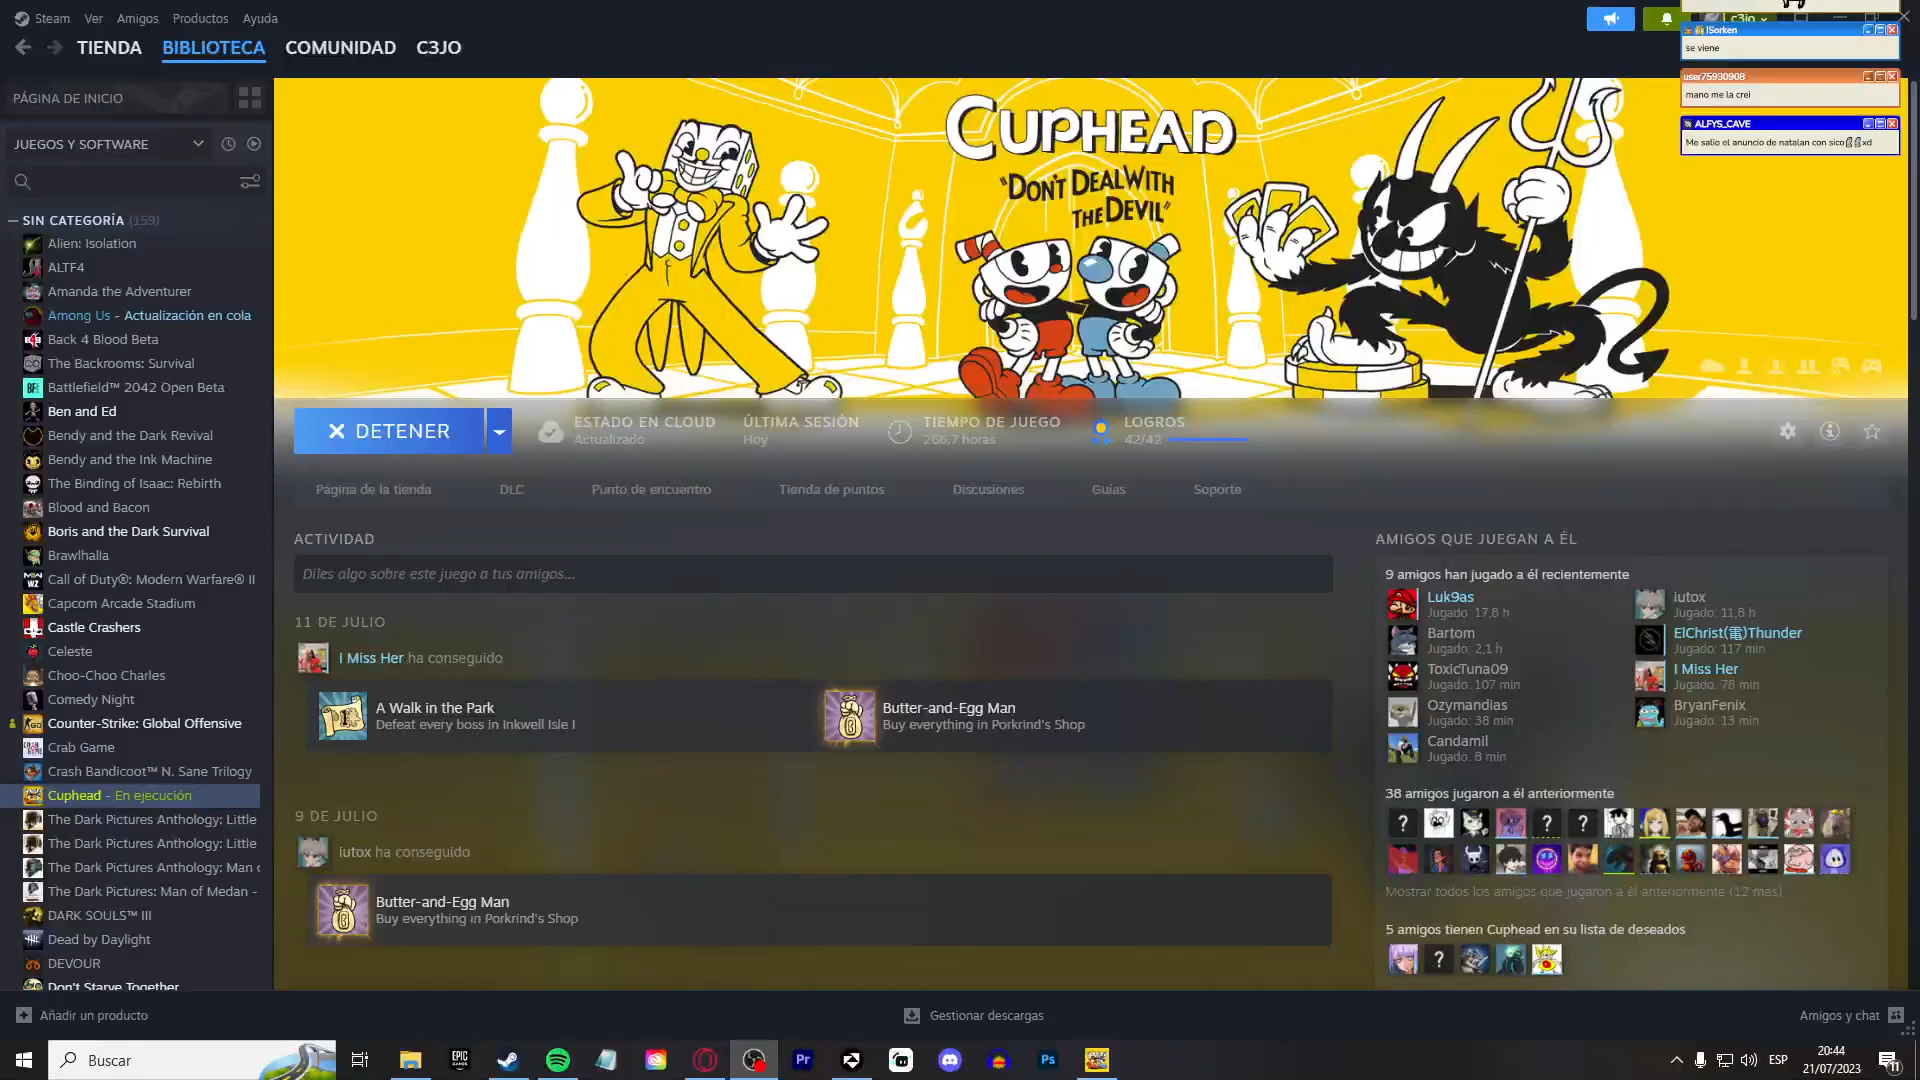 Steam Ver Amigos Productos Ayuda
c3jo
TIENDA BIBLIOTECA COMUNIDAD C3JO
!Sorken
se viene
user75930908
mano me la crei
ALFYS_CAVE
Me salio el anuncio de natalan con sico🗿🗿xd
PÁGINA DE INICIO
JUEGOS Y SOFTWARE
SIN CATEGORÍA (159)
Alien: Isolation
ALTF4
Amanda the Adventurer
Among Us - Actualización en cola
Back 4 Blood Beta
The Backrooms: Survival
Battlefield™ 2042 Open Beta
Ben and Ed
Bendy and the Dark Revival
Bendy and the Ink Machine
The Binding of Isaac: Rebirth
Blood and Bacon
Boris and the Dark Survival
Brawlhalla
Call of Duty®: Modern Warfare® II
Capcom Arcade Stadium
Castle Crashers
Celeste
Choo-Choo Charles
Comedy Night
Counter-Strike: Global Offensive
Crab Game
Crash Bandicoot™ N. Sane Trilogy
Cuphead - En ejecución
The Dark Pictures Anthology: Little
The Dark Pictures Anthology: Little
The Dark Pictures Anthology: Man o
The Dark Pictures: Man of Medan -
DARK SOULS™ III
Dead by Daylight
DEVOUR
Don't Starve Together
CUPHEAD
"DON'T DEAL WITH
THE DEVIL"
DETENER
ESTADO EN CLOUD
Actualizado
ÚLTIMA SESIÓN
Hoy
TIEMPO DE JUEGO
266,7 horas
LOGROS
42/42
Página de la tienda DLC Punto de encuentro Tienda de puntos Discusiones Guías Soporte
ACTIVIDAD
Diles algo sobre este juego a tus amigos...
11 DE JULIO
I Miss Her ha conseguido
A Walk in the Park
Defeat every boss in Inkwell Isle I
Butter-and-Egg Man
Buy everything in Porkrind's Shop
9 DE JULIO
iutox ha conseguido
Butter-and-Egg Man
Buy everything in Porkrind's Shop
AMIGOS QUE JUEGAN A ÉL
9 amigos han jugado a él recientemente
Luk9as
Jugado: 17,8 h
iutox
Jugado: 11,8 h
Bartom
Jugado: 2,1 h
ElChrist(電)Thunder
Jugado: 117 min
ToxicTuna09
Jugado: 107 min
I Miss Her
Jugado: 78 min
Ozymandias
Jugado: 38 min
BryanFenix
Jugado: 13 min
Candamil
Jugado: 8 min
38 amigos jugaron a él anteriormente
Mostrar todos los amigos que jugaron a él anteriormente (12 más)
5 amigos tienen Cuphead en su lista de deseados
Añadir un producto
Gestionar descargas
Amigos y chat
Buscar
EPIC
GAMES
Pr
Ps
ESP
20:44
21/07/2023
11